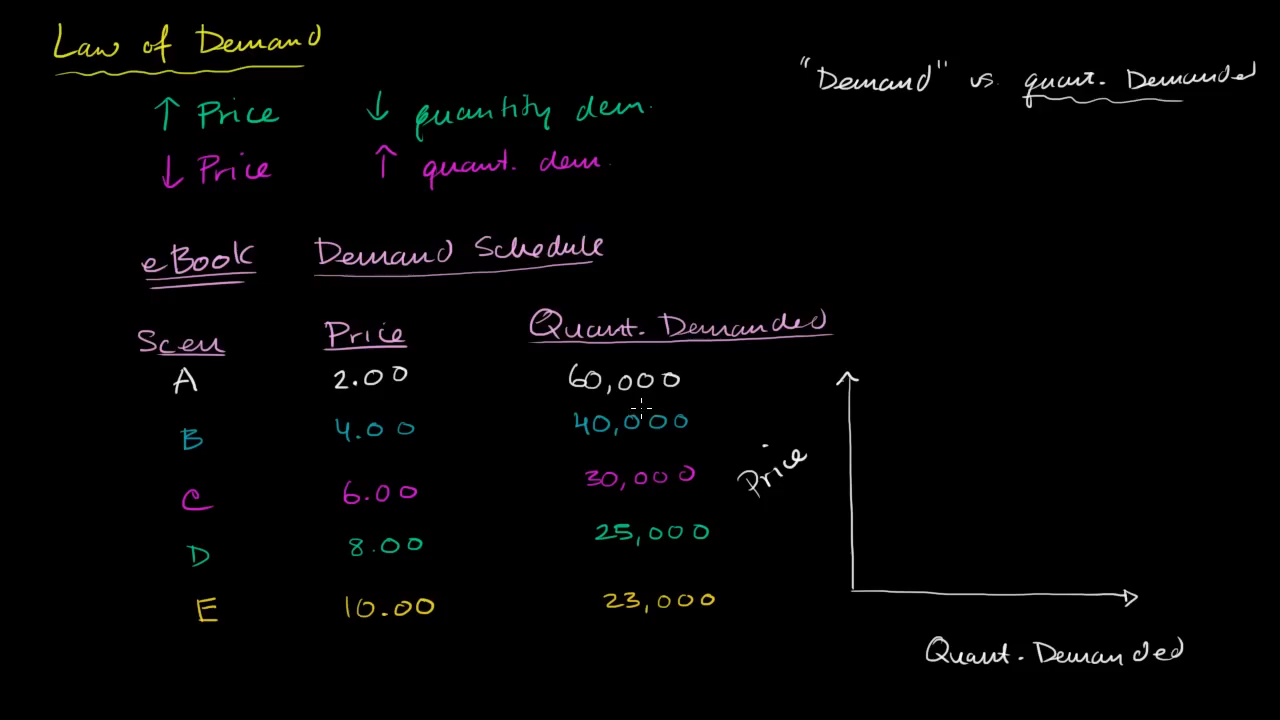 Law of Demand
"Demand" vs. quant. Demanded
↑ Price ↓ quantity dem.
↓ Price ↑ quant. dem.
eBook Demand Schedule
Scen Price Quant. Demanded
A 2.00 60,000
B 4.00 40,000
C 6.00 30,000
D 8.00 25,000
E 10.00 23,000
Price
Quant. Demanded